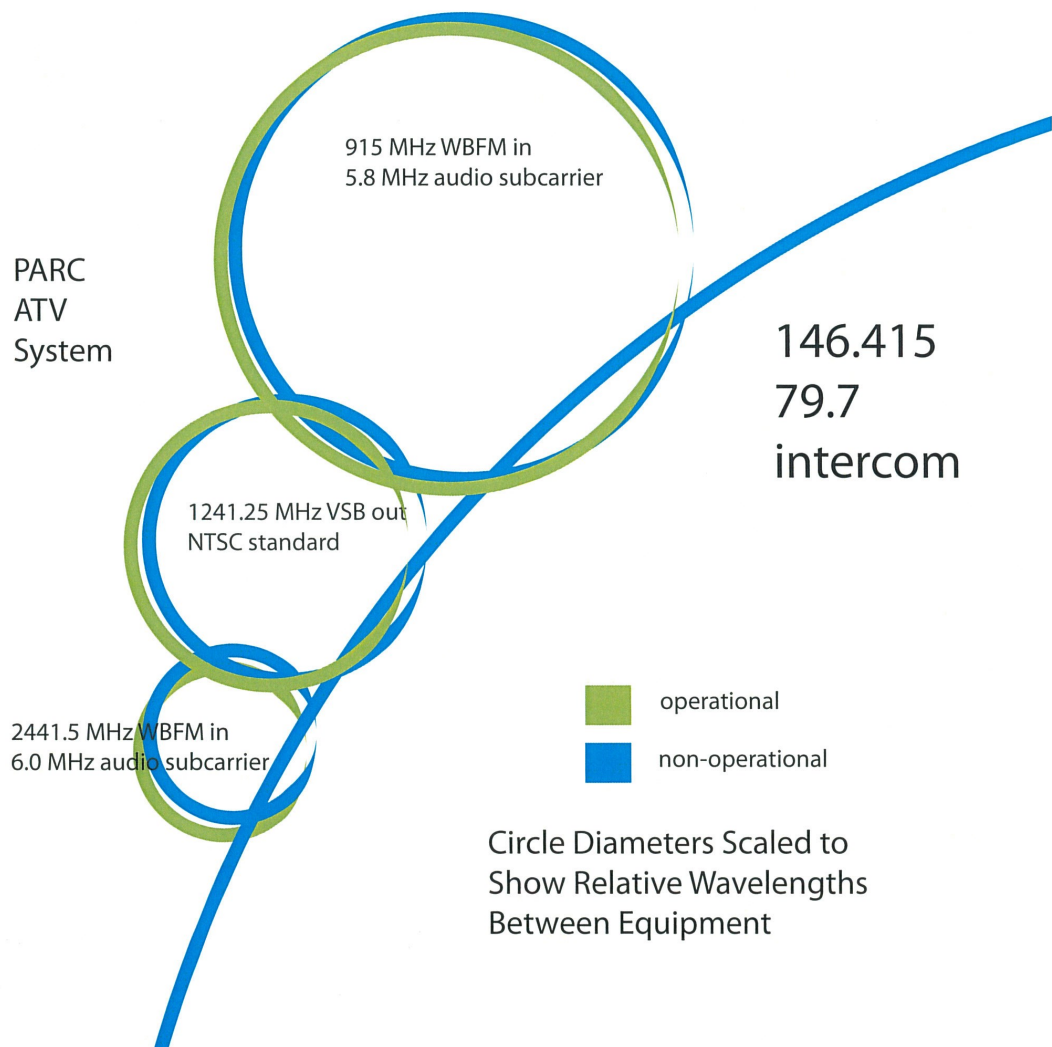 915 MHz WBFM in
5.8 MHz audio subcarrier
PARC
ATV
System
146.415
79.7
intercom
1241.25 MHz VSB out
NTSC standard
2441.5 MHz WBFM in
6.0 MHz audio subcarrier
operational
non-operational
Circle Diameters Scaled to
Show Relative Wavelengths
Between Equipment